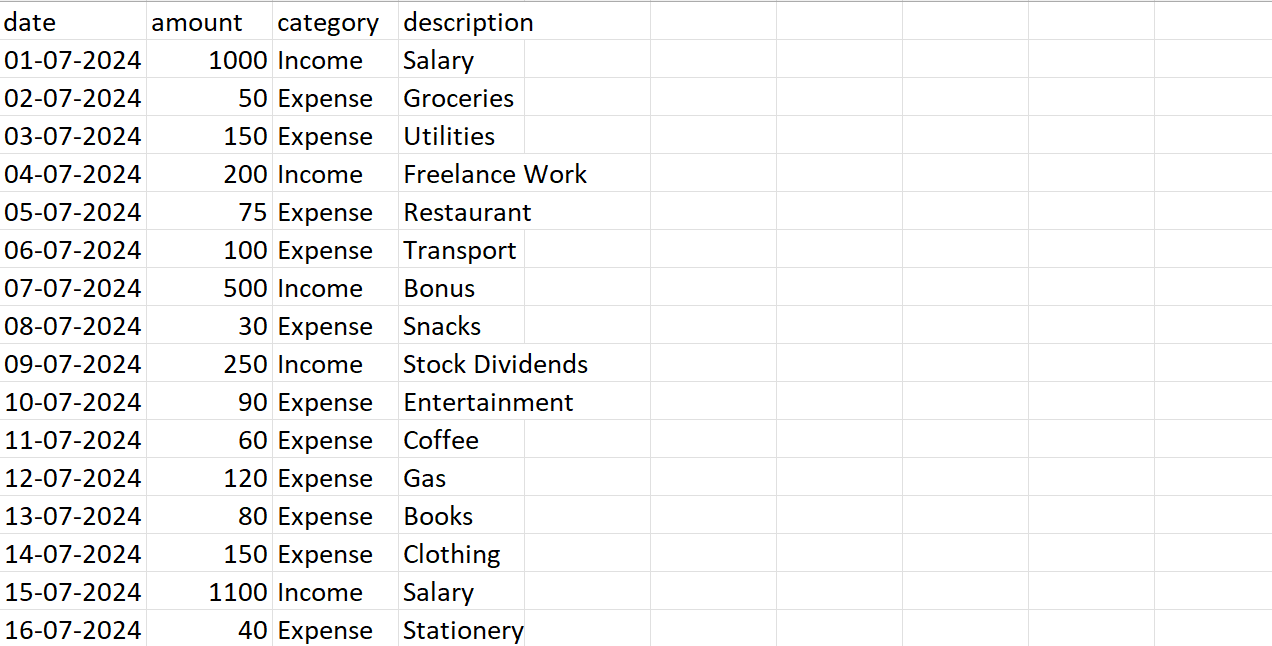 date amount category description
01-07-2024 1000 Income Salary
02-07-2024 50 Expense Groceries
03-07-2024 150 Expense Utilities
04-07-2024 200 Income Freelance Work
05-07-2024 75 Expense Restaurant
06-07-2024 100 Expense Transport
07-07-2024 500 Income Bonus
08-07-2024 30 Expense Snacks
09-07-2024 250 Income Stock Dividends
10-07-2024 90 Expense Entertainment
11-07-2024 60 Expense Coffee
12-07-2024 120 Expense Gas
13-07-2024 80 Expense Books
14-07-2024 150 Expense Clothing
15-07-2024 1100 Income Salary
16-07-2024 40 Expense Stationery